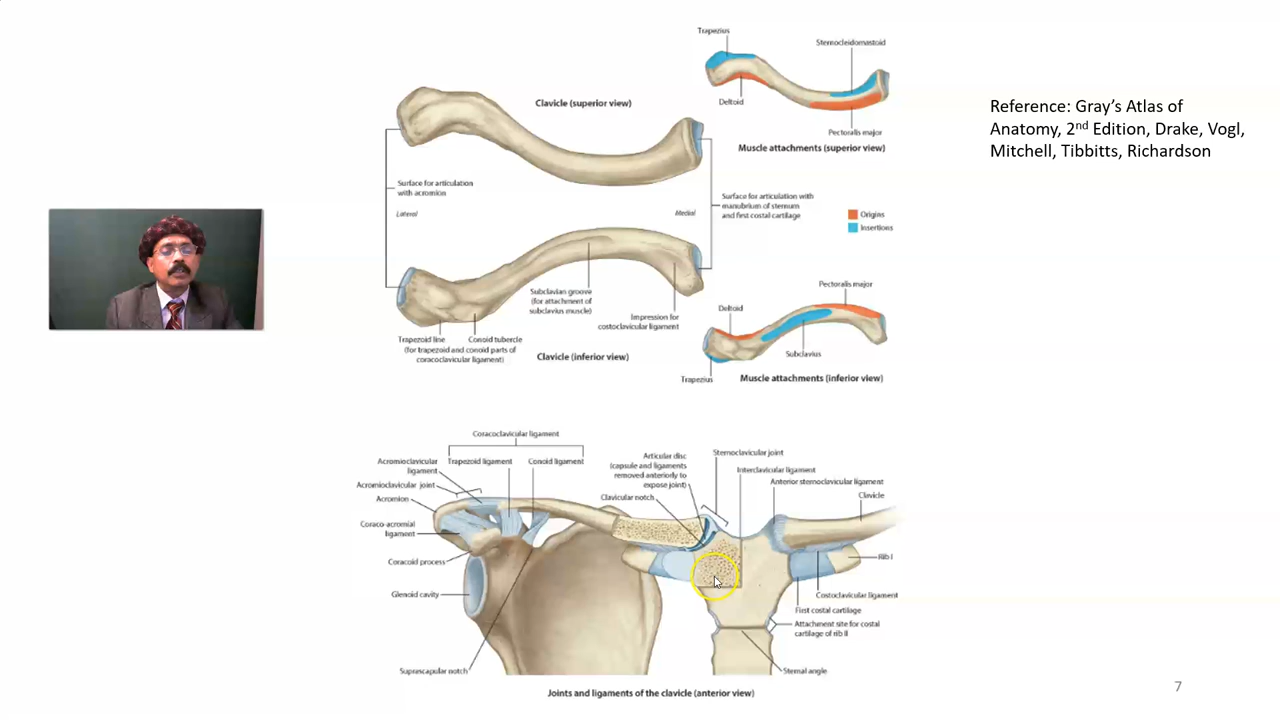 Trapezius
Sternocleidomastoid
Deltoid
Pectoralis major
Muscle attachments (superior view)
Clavicle (superior view)
Reference: Gray's Atlas of
Anatomy, 2nd Edition, Drake, Vogl,
Mitchell, Tibbitts, Richardson
Surface for articulation
with acromion
Lateral
Medial
Surface for articulation with
manubrium of sternum
and first costal cartilage
Origins
Insertions
Subclavian groove
(for attachment of
subclavius muscle)
Impression for
costoclavicular ligament
Trapezoid line
Conoid tubercle
(for trapezoid and conoid parts of
coracoclavicular ligament)
Clavicle (inferior view)
Pectoralis major
Deltoid
Subclavius
Trapezius
Muscle attachments (inferior view)
Coracoclavicular ligament
Trapezoid ligament
Conoid ligament
Acromioclavicular
ligament
Acromioclavicular joint
Acromion
Coraco-acromial
ligament
Coracoid process
Glenoid cavity
Suprascapular notch
Articular disc
(capsule and ligaments
removed anteriorly to
expose joint)
Clavicular notch
Sternoclavicular joint
Interclavicular ligament
Anterior sternoclavicular ligament
Clavicle
Rib I
Costoclavicular ligament
First costal cartilage
Attachment site for costal
cartilage of rib II
Sternal angle
Joints and ligaments of the clavicle (anterior view)
7